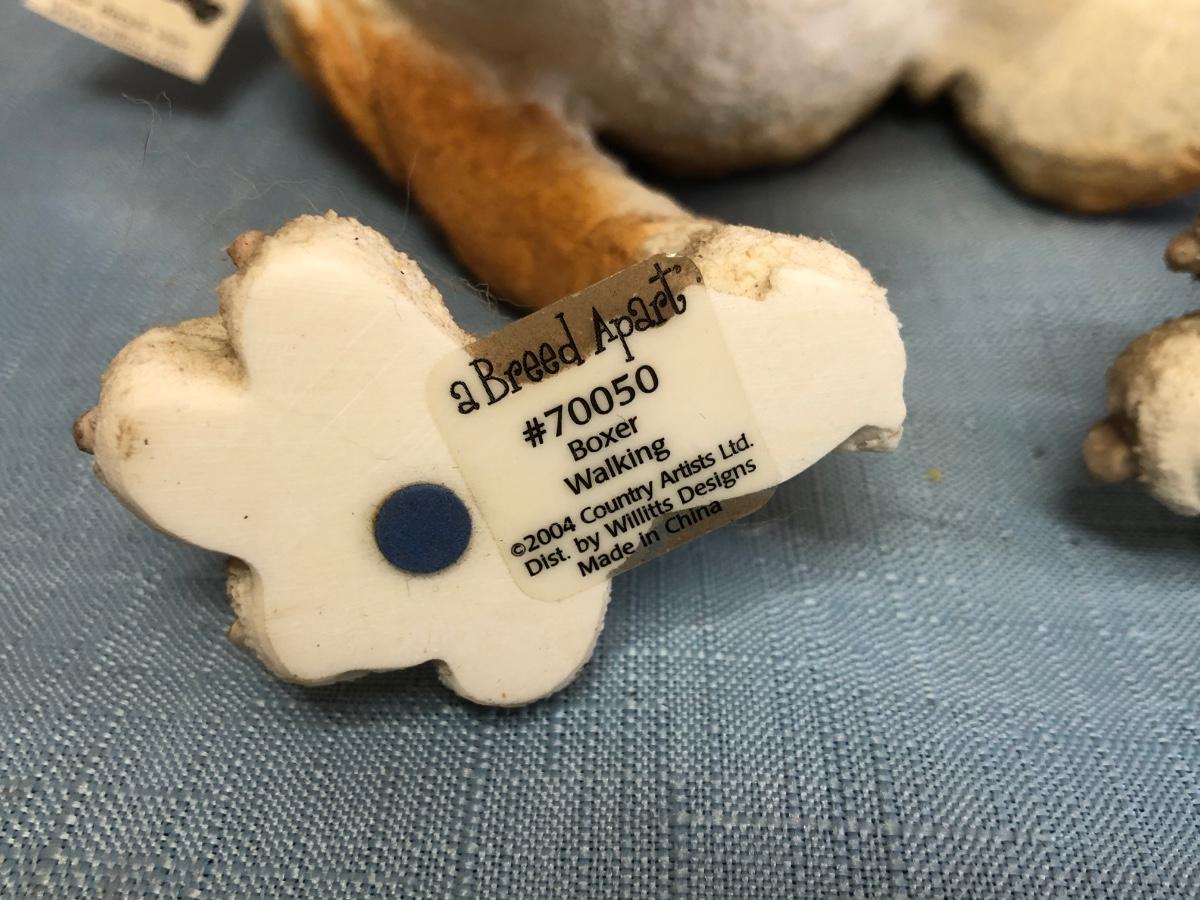 a Breed Apart
#70050
Boxer
Walking
©2004 Country Artists Ltd.
Dist. by Willitts Designs
Made in China